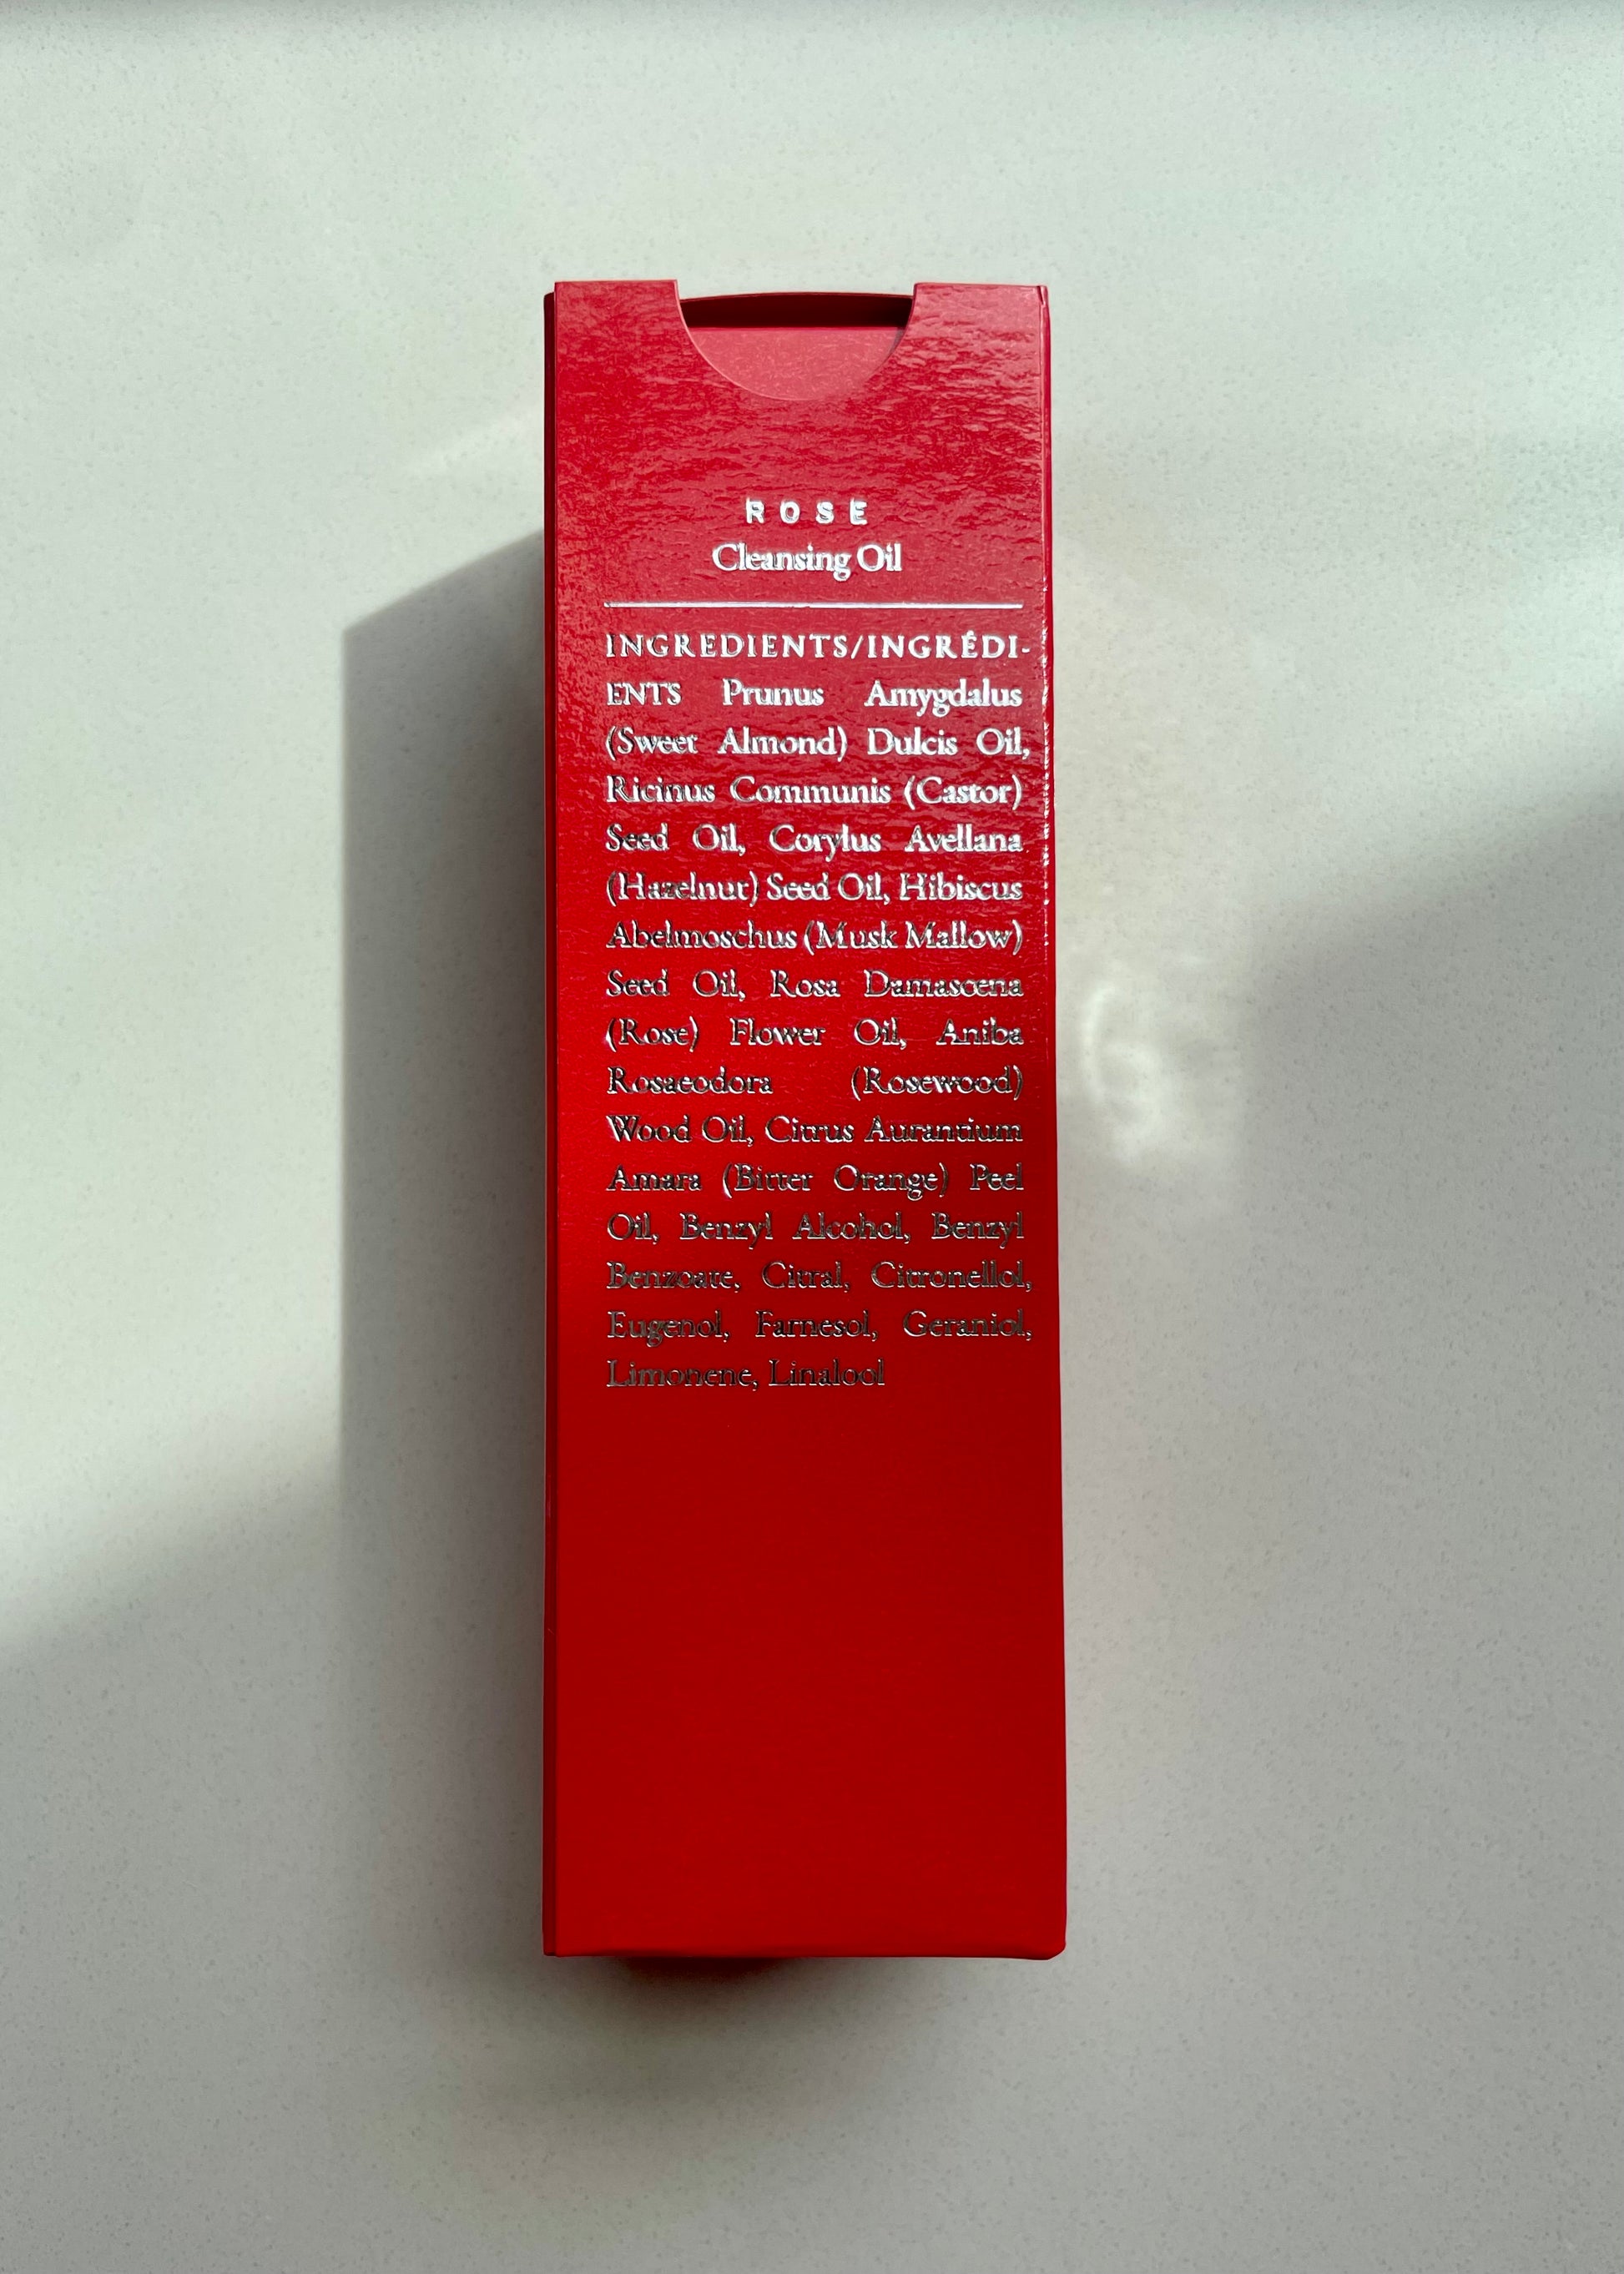 ROSE
Cleansing Oil
INGREDIENTS/INGRÉDI-
ENTS Prunus Amygdalus
(Sweet Almond) Dulcis Oil,
Ricinus Communis (Castor)
Seed Oil, Corylus Avellana
(Hazelnut) Seed Oil, Hibiscus
Abelmoschus (Musk Mallow)
Seed Oil, Rosa Damascena
(Rose) Flower Oil, Aniba
Rosaeodora (Rosewood)
Wood Oil, Citrus Aurantium
Amara (Bitter Orange) Peel
Oil, Benzyl Alcohol, Benzyl
Benzoate, Citral, Citronellol,
Eugenol, Farnesol, Geraniol,
Limonene, Linalool